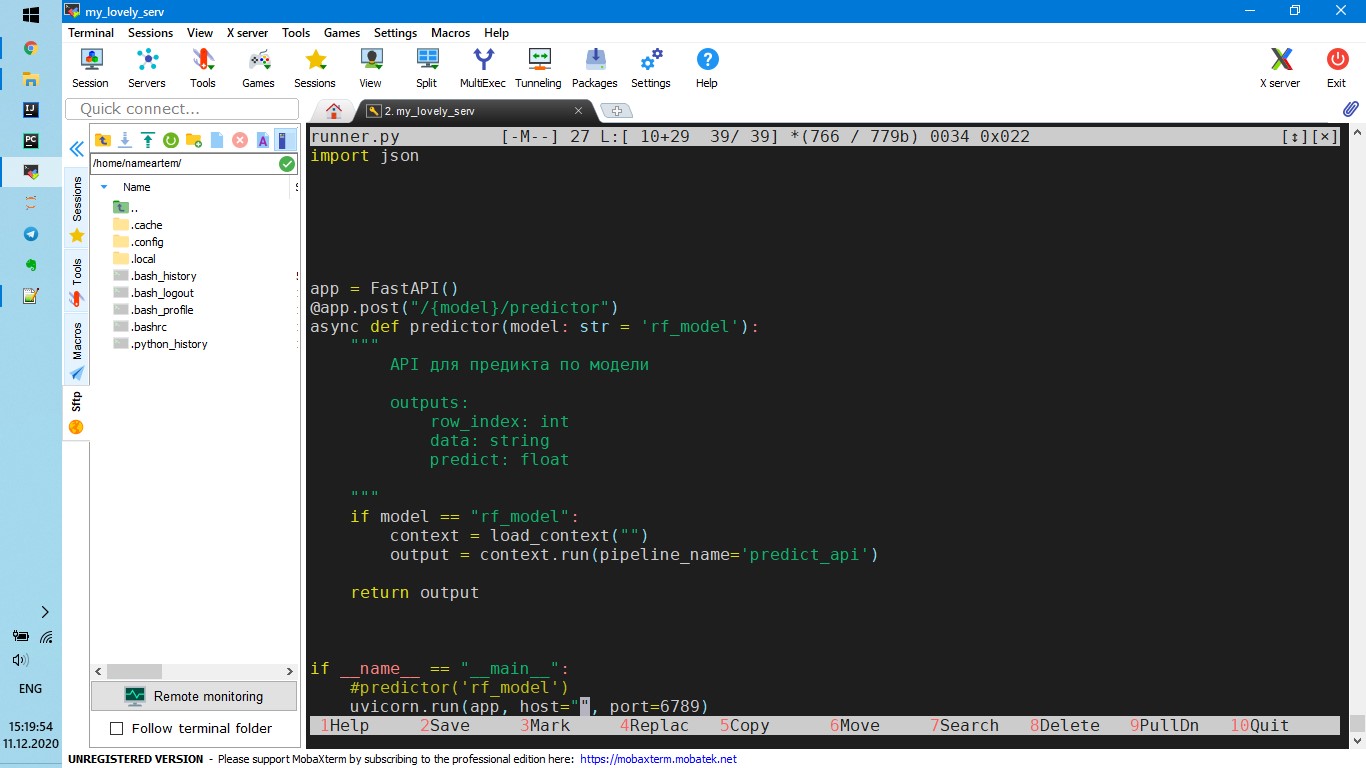 my_lovely_serv
Terminal Sessions View X server Tools Games Settings Macros Help
Session Servers Tools Games Sessions View Split MultiExec Tunneling Packages Settings Help X server Exit
Quick connect...
2. my_lovely_serv
/home/nameartem/
Name
..
.cache
.config
.local
.bash_history
.bash_logout
.bash_profile
.bashrc
.python_history
Sessions
Tools
Macros
Sftp
Remote monitoring
Follow terminal folder
runner.py [-M--] 27 L:[ 10+29 39/ 39] *(766 / 779b) 0034 0x022 [↕][×]
import json
app = FastAPI()
@app.post("/{model}/predictor")
async def predictor(model: str = 'rf_model'):
"""
API для предикта по модели
outputs:
row_index: int
data: string
predict: float
"""
if model == "rf_model":
context = load_context("")
output = context.run(pipeline_name='predict_api')
return output
if __name__ == "__main__":
#predictor('rf_model')
uvicorn.run(app, host="", port=6789)
1Help 2Save 3Mark 4Replac 5Copy 6Move 7Search 8Delete 9PullDn 10Quit
ENG
15:19:54
11.12.2020
UNREGISTERED VERSION - Please support MobaXterm by subscribing to the professional edition here: https://mobaxterm.mobatek.net